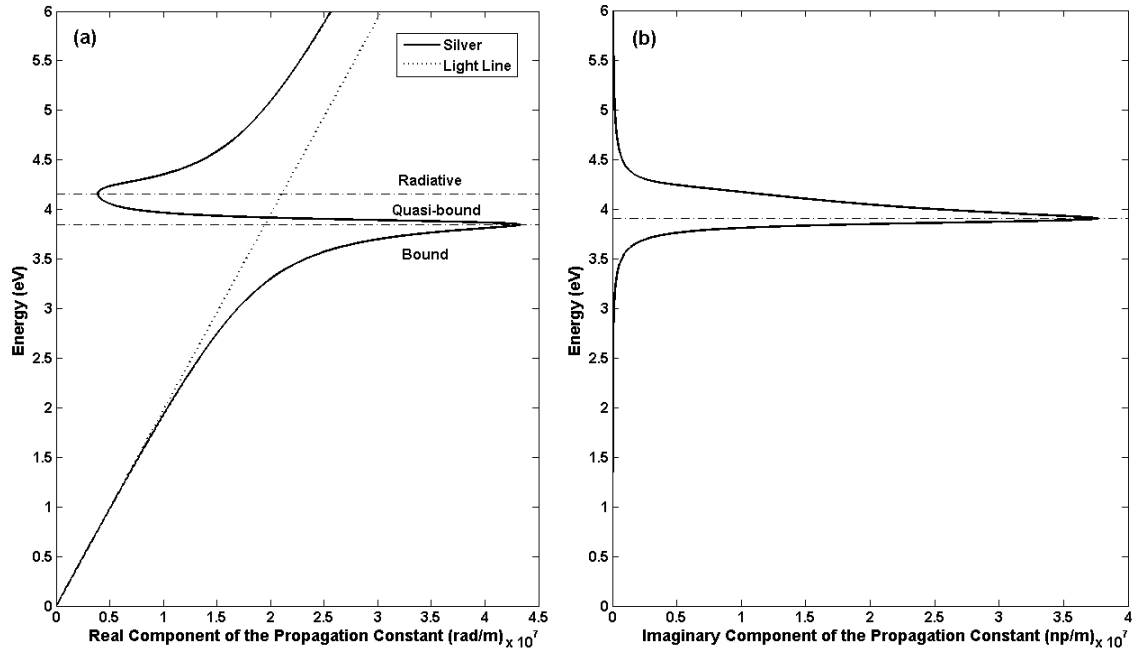 (a)
Silver
Light Line
Radiative
Quasi-bound
Bound
Energy (eV)
6
5.5
5
4.5
4
3.5
3
2.5
2
1.5
1
0.5
0
0 0.5 1 1.5 2 2.5 3 3.5 4 4.5
Real Component of the Propagation Constant (rad/m) x 10^7
(b)
Energy (eV)
6
5.5
5
4.5
4
3.5
3
2.5
2
1.5
1
0.5
0
0 0.5 1 1.5 2 2.5 3 3.5 4
Imaginary Component of the Propagation Constant (np/m) x 10^7